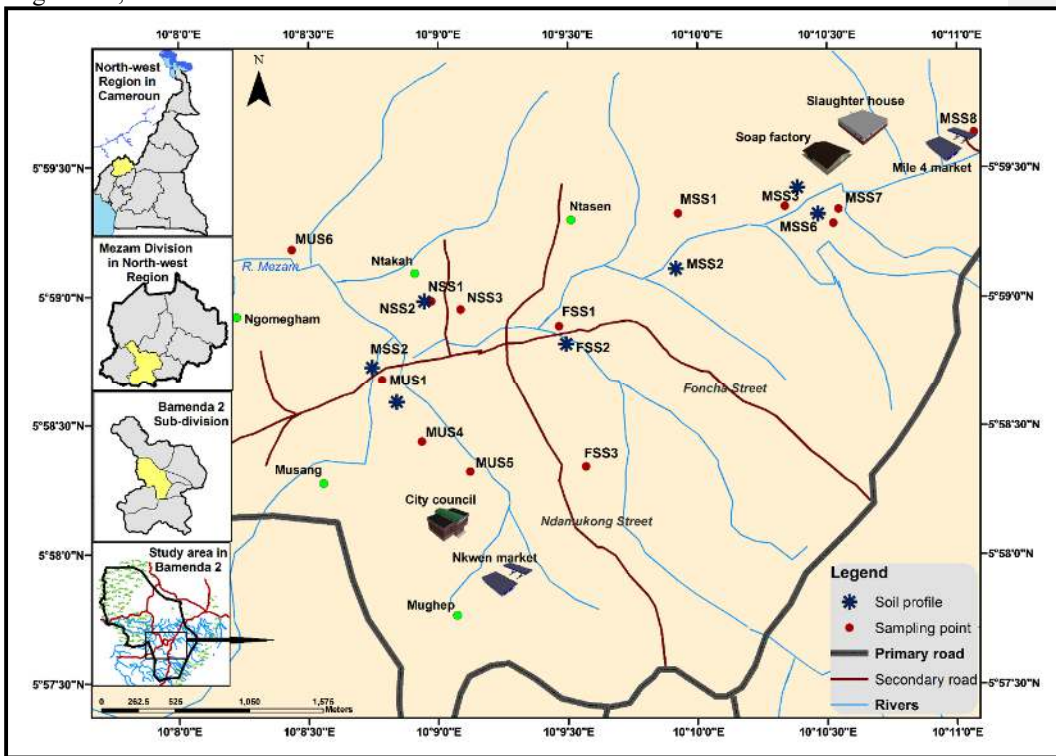 10°8'0"E 10°8'30"E 10°9'0"E 10°9'30"E 10°10'0"E 10°10'30"E 10°11'0"E
North-west
Region in
Cameroun
N
Slaughter house
Soap factory
MSS8
Mile 4 market
5°59'30"N 5°59'30"N
MSS1
MSS3
MSS7
MSS6
Ntasen
MUS6
R. Mezam
Ntakah
MSS2
Mezam Division
in North-west
Region
5°59'0"N 5°59'0"N
NSS1
NSS2
NSS3
Ngomegham
FSS1
FSS2
MSS2
MUS1
Foncha Street
Bamenda 2
Sub-division
5°58'30"N 5°58'30"N
MUS4
MUS5
FSS3
Musang
City council
Ndamukong Street
Study area in
Bamenda 2
5°58'0"N 5°58'0"N
Nkwen market
Mughep
Legend
Soil profile
Sampling point
Primary road
Secondary road
Rivers
5°57'30"N 5°57'30"N
0 262.5 525 1,050 1,575
Meters
10°8'0"E 10°8'30"E 10°9'0"E 10°9'30"E 10°10'0"E 10°10'30"E 10°11'0"E